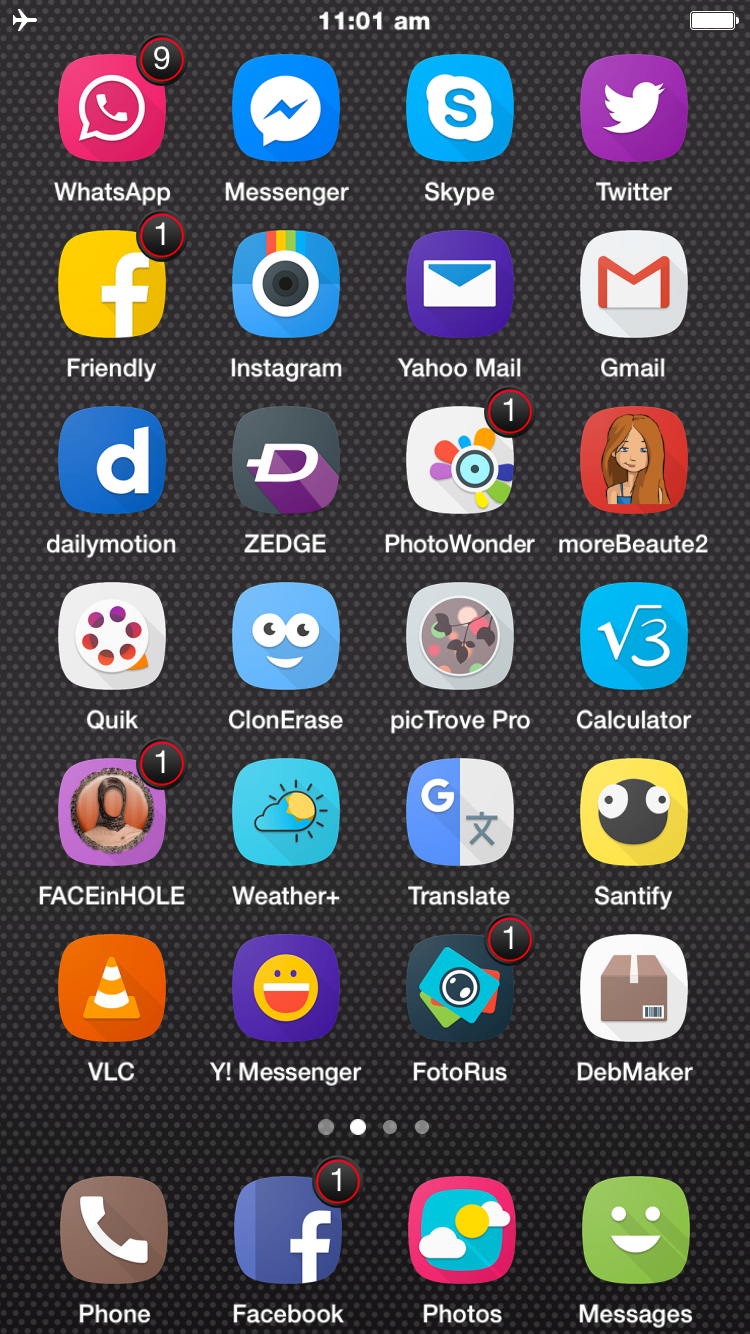 11:01 am
9
WhatsApp
Messenger
S
Skype
Twitter
1
f
Friendly
Instagram
Yahoo Mail
M
Gmail
d
dailymotion
D
ZEDGE
1
PhotoWonder
moreBeaute2
Quik
ClonErase
picTrove Pro
√3
Calculator
1
FACEinHOLE
Weather+
G 文
Translate
Santify
VLC
Y! Messenger
1
FotoRus
DebMaker
Phone
1
f
Facebook
Photos
Messages